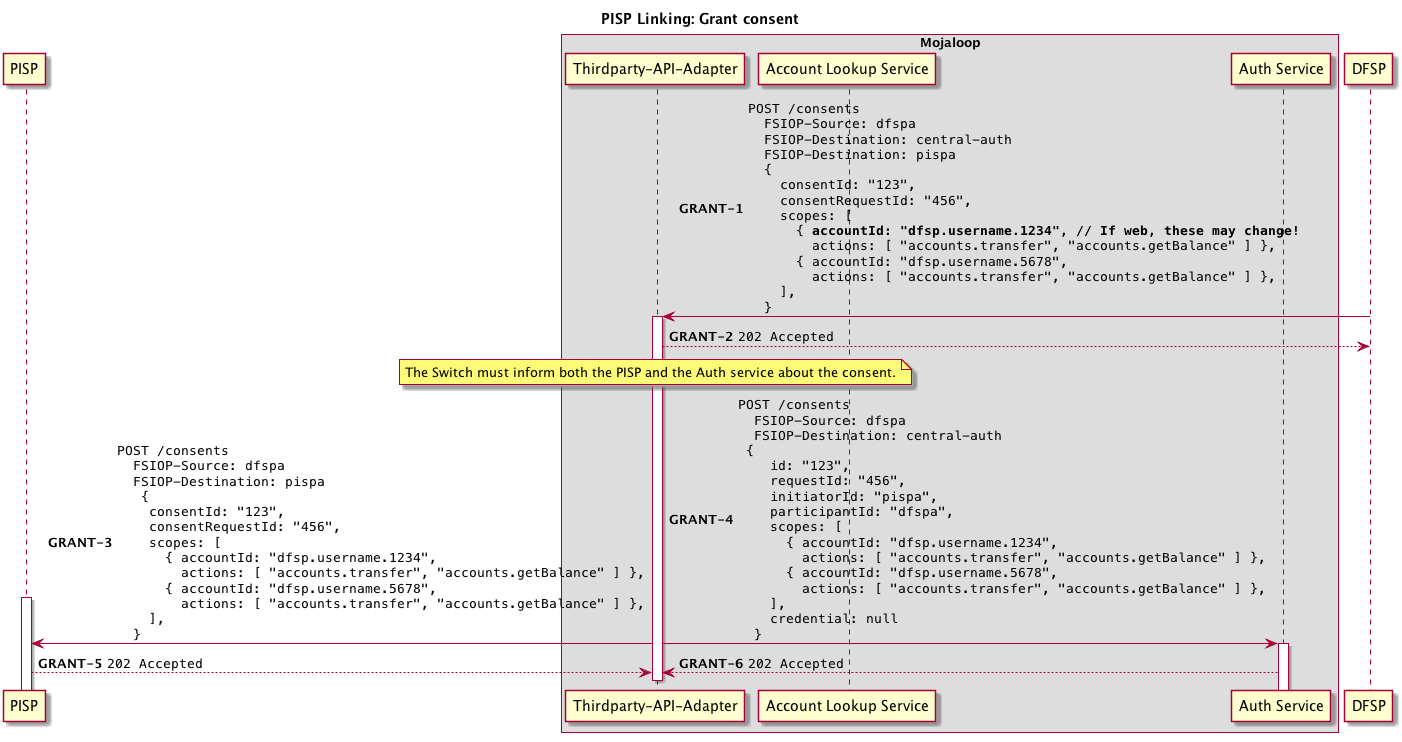 PISP Linking: Grant consent
Mojaloop
PISP
Thirdparty-API-Adapter
Account Lookup Service
Auth Service
DFSP
GRANT-1
POST /consents
FSIOP-Source: dfspa
FSIOP-Destination: central-auth
FSIOP-Destination: pispa
{
consentId: "123",
consentRequestId: "456",
scopes: [
{ accountId: "dfsp.username.1234", // If web, these may change!
actions: [ "accounts.transfer", "accounts.getBalance" ] },
{ accountId: "dfsp.username.5678",
actions: [ "accounts.transfer", "accounts.getBalance" ] },
],
}
GRANT-2 202 Accepted
The Switch must inform both the PISP and the Auth service about the consent.
GRANT-3
POST /consents
FSIOP-Source: dfspa
FSIOP-Destination: pispa
{
consentId: "123",
consentRequestId: "456",
scopes: [
{ accountId: "dfsp.username.1234",
actions: [ "accounts.transfer", "accounts.getBalance" ] },
{ accountId: "dfsp.username.5678",
actions: [ "accounts.transfer", "accounts.getBalance" ] },
],
}
GRANT-4
POST /consents
FSIOP-Source: dfspa
FSIOP-Destination: central-auth
{
id: "123",
requestId: "456",
initiatorId: "pispa",
participantId: "dfspa",
scopes: [
{ accountId: "dfsp.username.1234",
actions: [ "accounts.transfer", "accounts.getBalance" ] },
{ accountId: "dfsp.username.5678",
actions: [ "accounts.transfer", "accounts.getBalance" ] },
],
credential: null
}
GRANT-5 202 Accepted
GRANT-6 202 Accepted
PISP
Thirdparty-API-Adapter
Account Lookup Service
Auth Service
DFSP